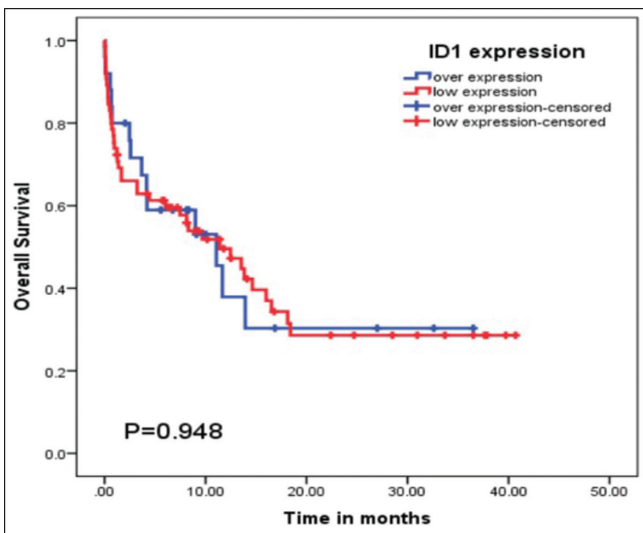 ID1 expression
over expression
low expression
over expression-censored
low expression-censored
Overall Survival
1.0
0.8
0.6
0.4
0.2
0.0
P=0.948
.00
10.00
20.00
30.00
40.00
50.00
Time in months